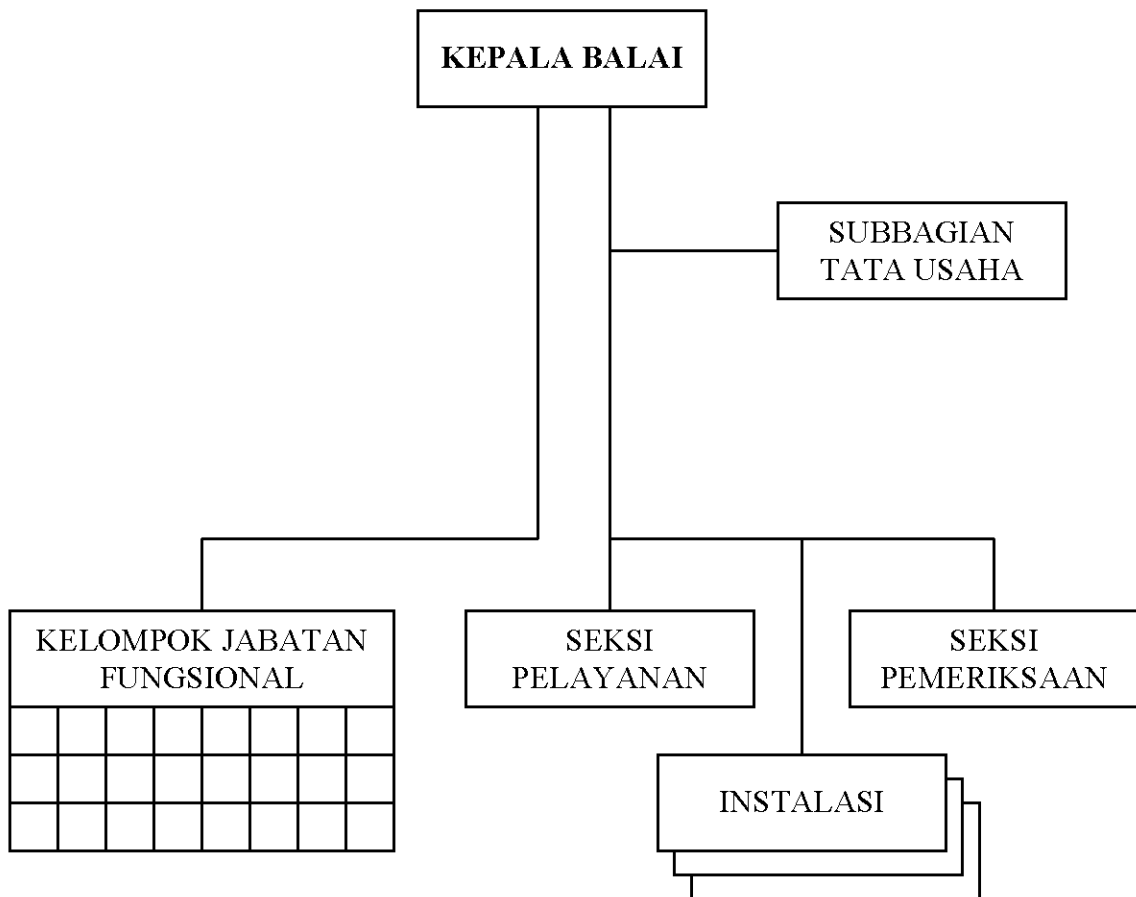 KEPALA BALAI
SUBBAGIAN
TATA USAHA
KELOMPOK JABATAN
FUNGSIONAL
SEKSI
PELAYANAN
SEKSI
PEMERIKSAAN
INSTALASI